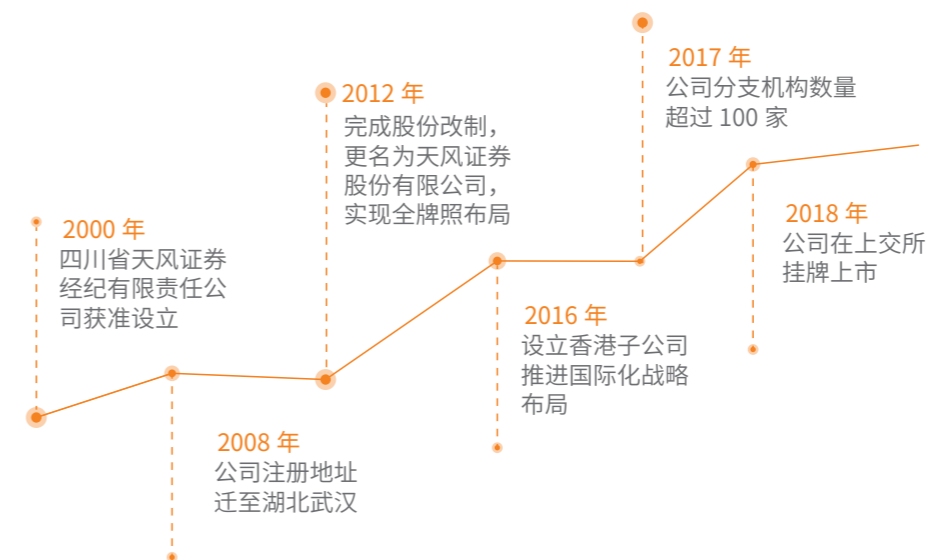 2000 年
四川省天风证券
经纪有限责任公
司获准设立
2008 年
公司注册地址
迁至湖北武汉
2012 年
完成股份改制，
更名为天风证券
股份有限公司，
实现全牌照布局
2016 年
设立香港子公司
推进国际化战略
布局
2017 年
公司分支机构数量
超过 100 家
2018 年
公司在上交所
挂牌上市